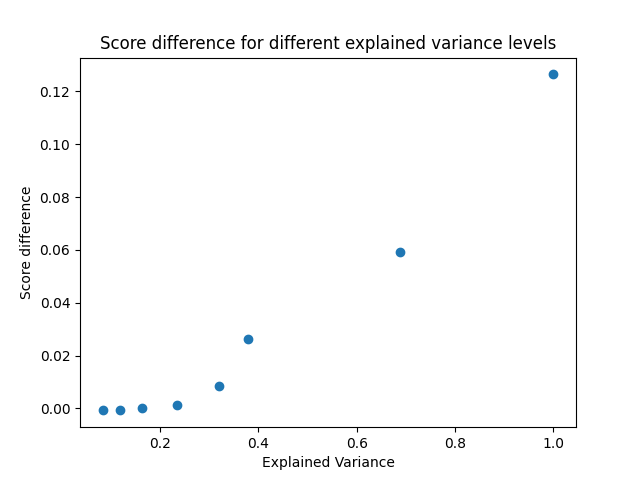 Score difference for different explained variance levels
0.12
0.10
0.08
0.06
0.04
0.02
0.00
Score difference
0.2 0.4 0.6 0.8 1.0
Explained Variance